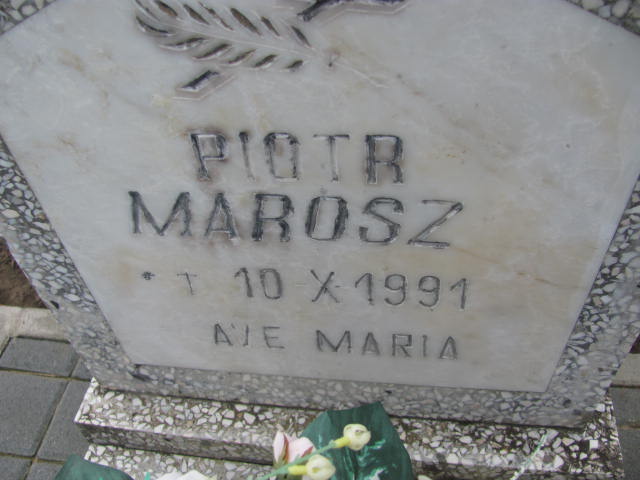 PIOTR
MAROSZ
* † 10-X-1991
AVE MARIA